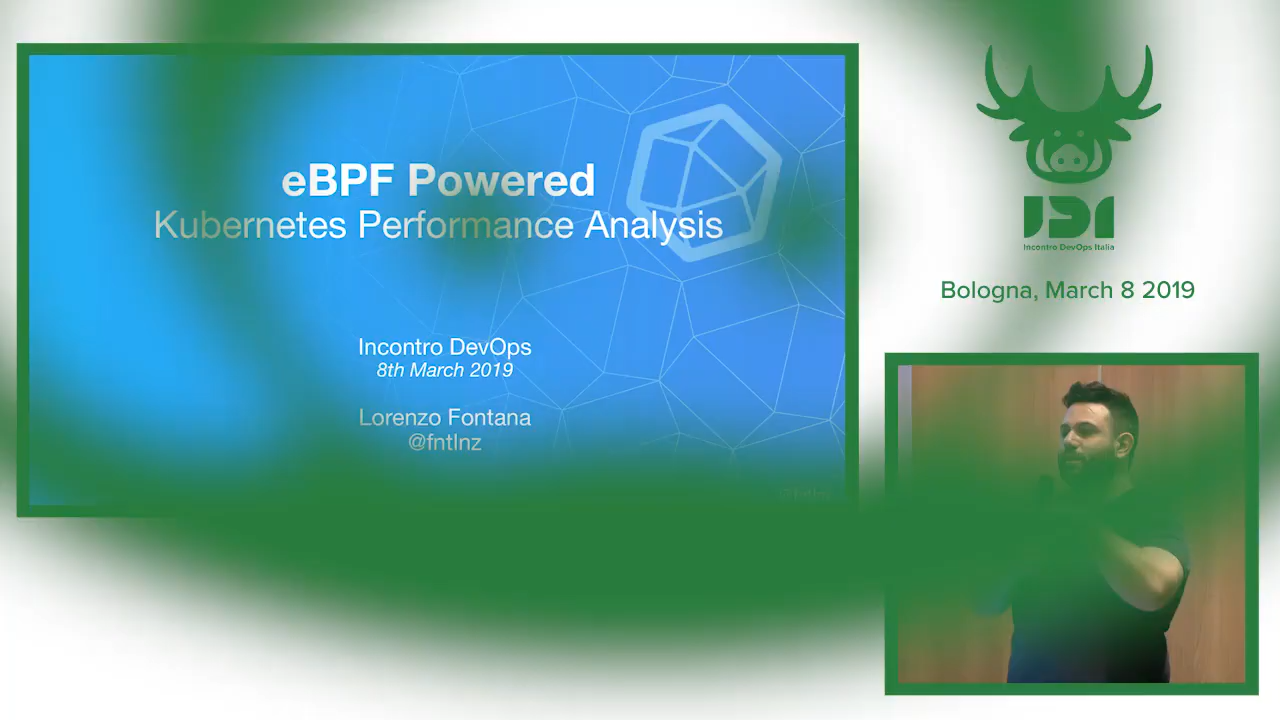 eBPF Powered
Kubernetes Performance Analysis
Incontro DevOps
8th March 2019
Lorenzo Fontana
@fntlnz
IDI
Incontro DevOps Italia
Bologna, March 8 2019